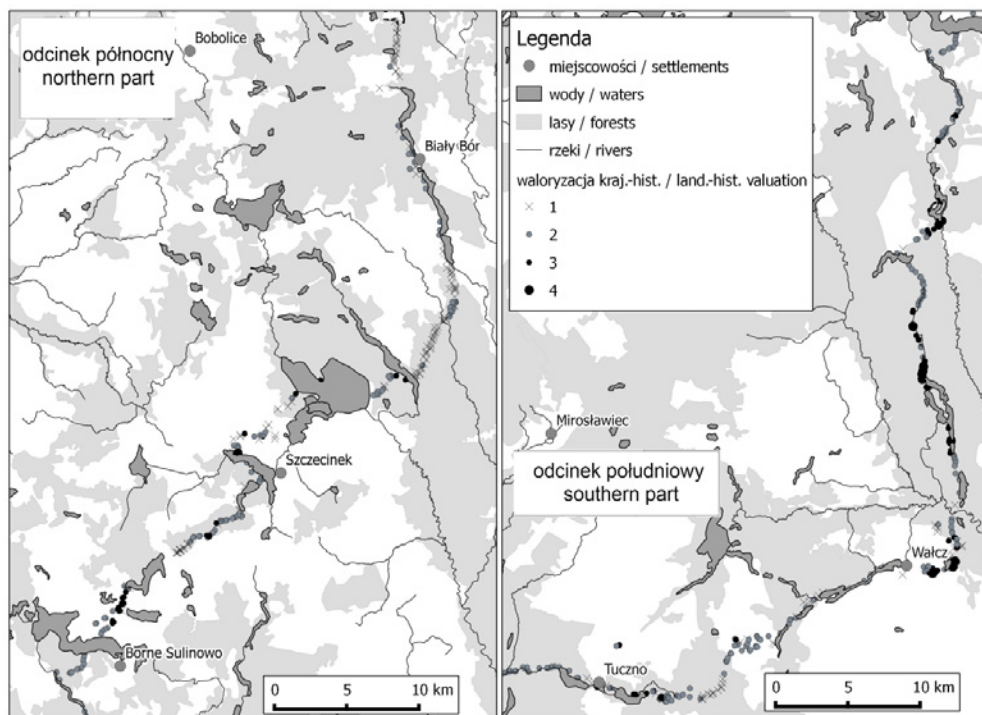 odcinek północny
northern part
Bobolice
Biały Bór
Szczecinek
Borne Sulinowo
0 5 10 km
Legenda
miejscowości / settlements
wody / waters
lasy / forests
rzeki / rivers
waloryzacja kraj.-hist. / land.-hist. valuation
1
2
3
4
Mirosławiec
odcinek południowy
southern part
Wałcz
Tuczno
0 5 10 km